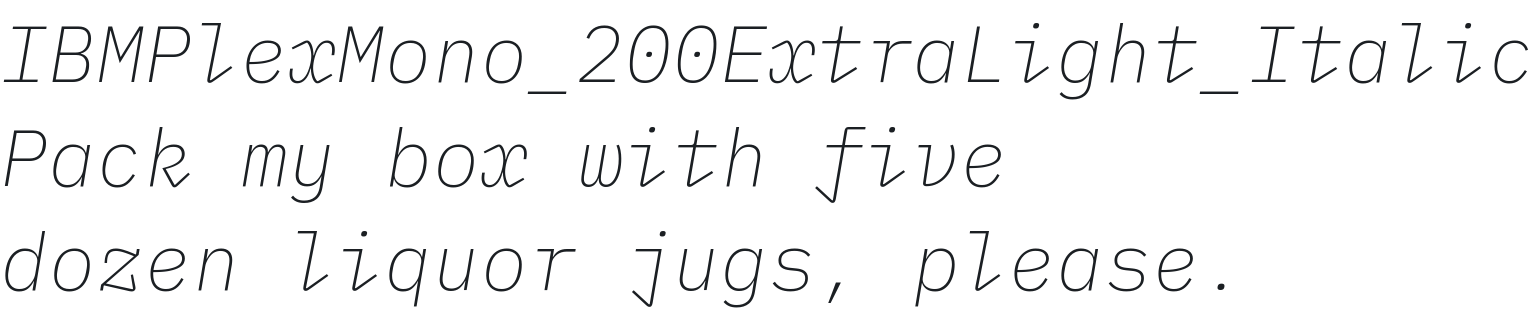 IBMPlexMono_200ExtraLight_Italic
Pack my box with five
dozen liquor jugs, please.